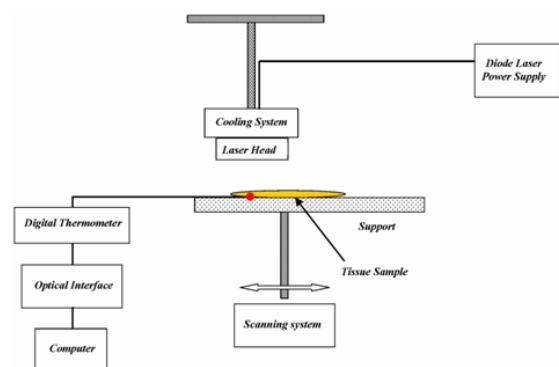 Diode Laser
Power Supply
Cooling System
Laser Head
Digital Thermometer
Support
Tissue Sample
Optical Interface
Scanning system
Computer